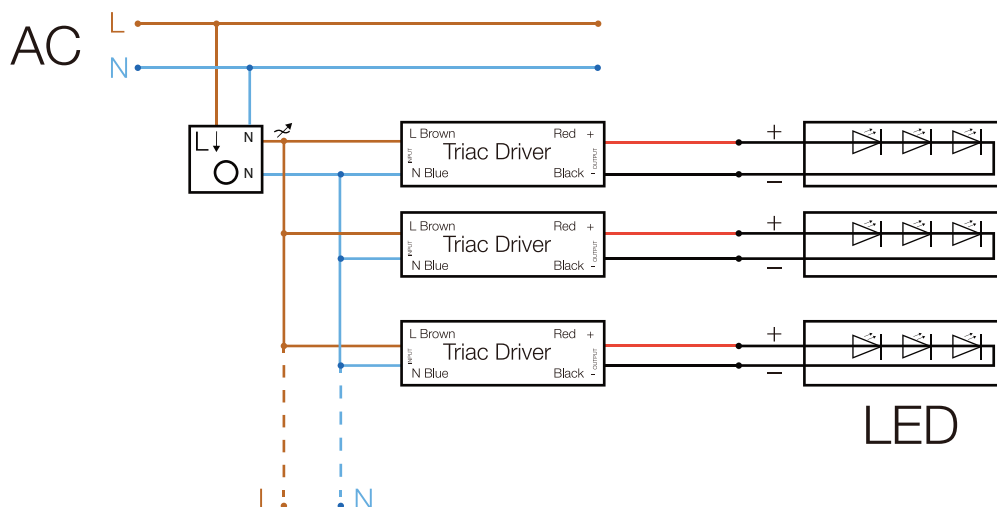 AC
L
N
L N
N
L Brown Red +
INPUT Triac Driver OUTPUT
N Blue Black -
+
−
L Brown Red +
INPUT Triac Driver OUTPUT
N Blue Black -
+
−
L Brown Red +
INPUT Triac Driver OUTPUT
N Blue Black -
+
−
LED
L N